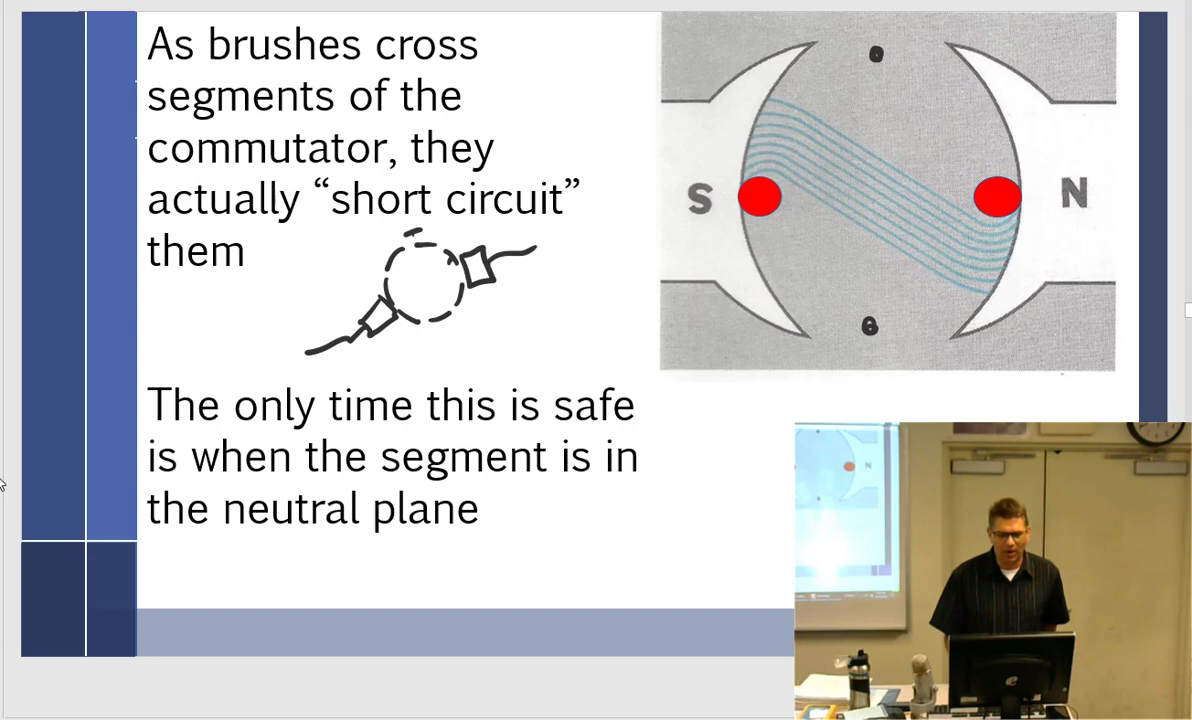 As brushes cross
segments of the
commutator, they
actually “short circuit”
them
The only time this is safe
is when the segment is in
the neutral plane
S
N
N